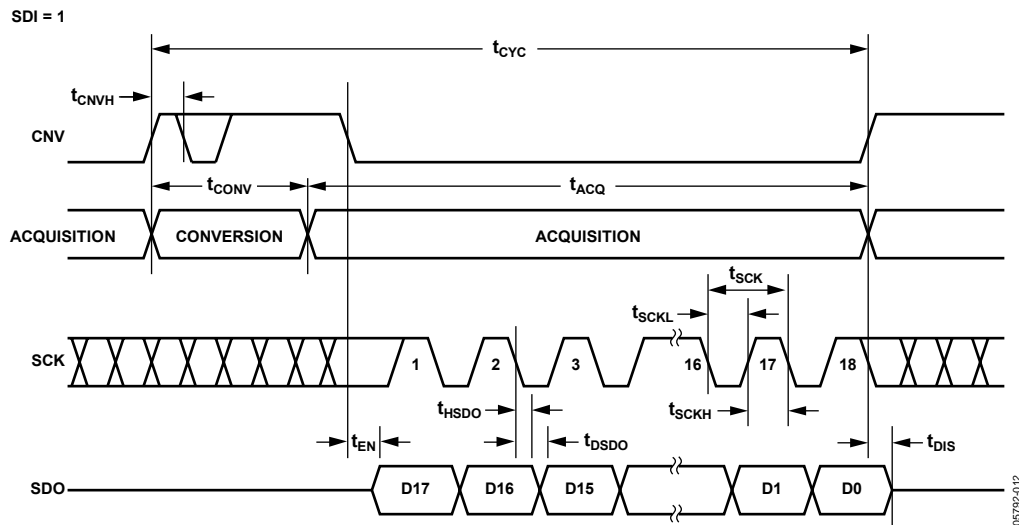 SDI = 1
tCYC
tCNVH
CNV
tCONV
tACQ
ACQUISITION
CONVERSION
ACQUISITION
tSCK
tSCKL
SCK
1
2
3
16
17
18
tHSDO
tSCKH
tEN
tDSDO
tDIS
SDO
D17
D16
D15
D1
D0
05792-012